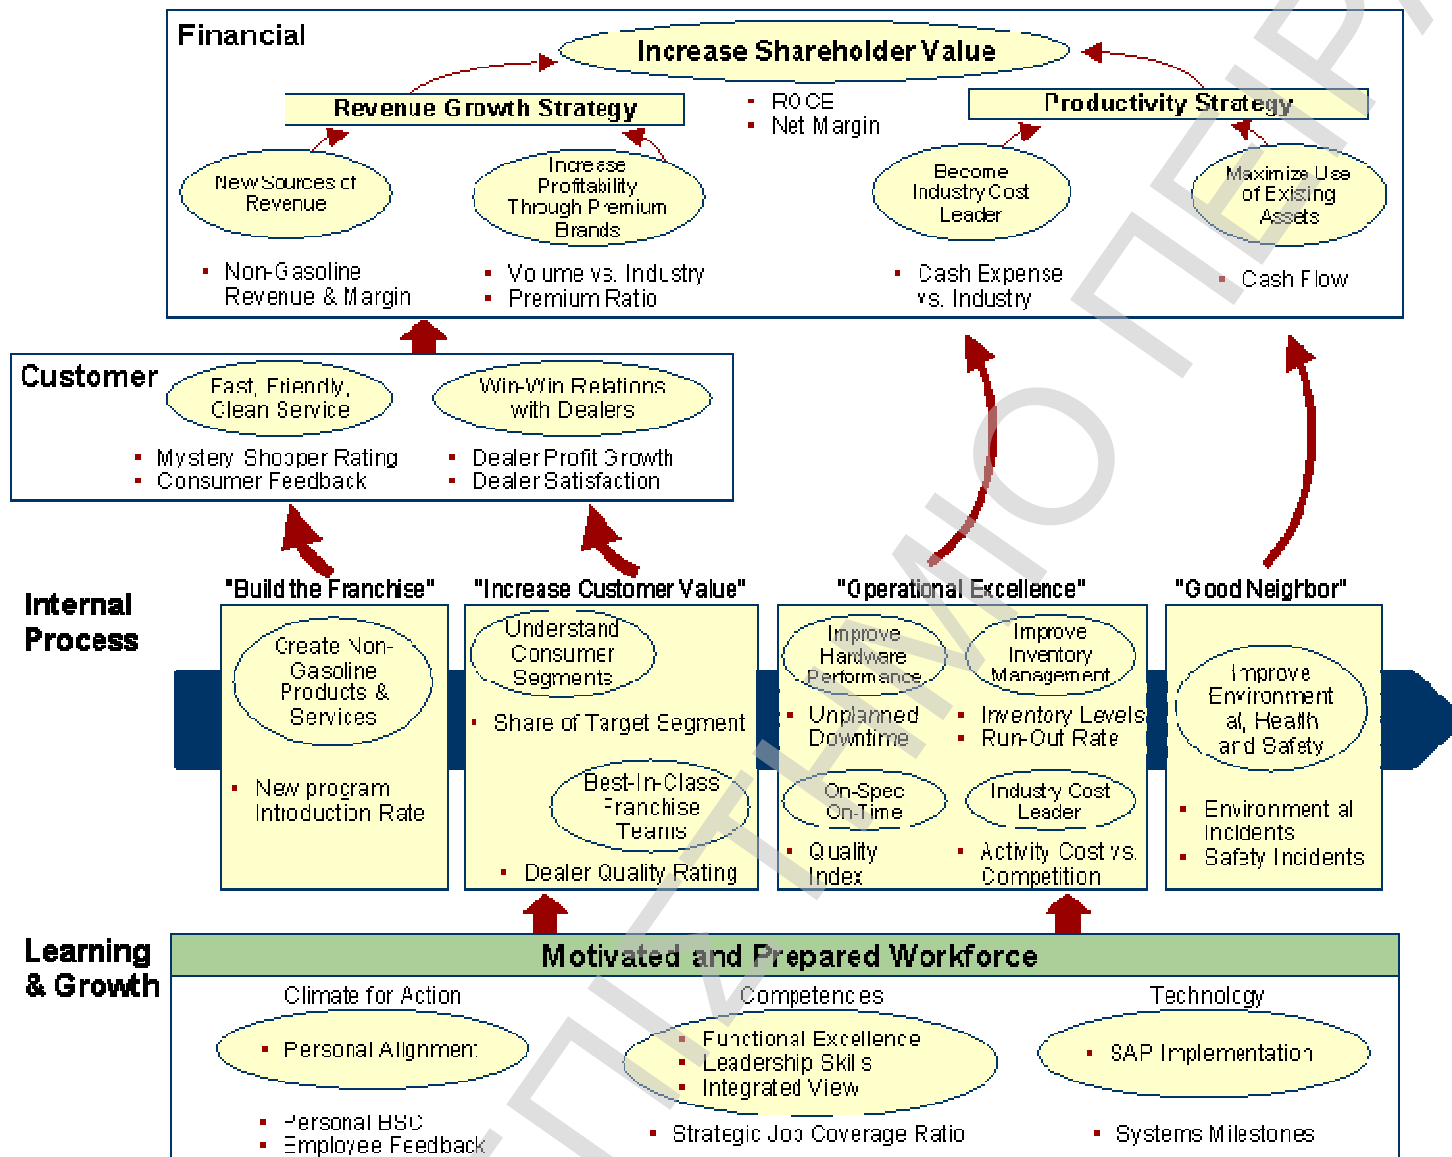 Financial
Increase Shareholder Value
▪ ROCE
▪ Net Margin
Revenue Growth Strategy
Productivity Strategy
New Sources of
Revenue
Increase
Profitability
Through Premium
Brands
Become
Industry Cost
Leader
Maximize Use
of Existing
Assets
▪ Non-Gasoline
Revenue & Margin
▪ Volume vs. Industry
▪ Premium Ratio
▪ Cash Expense
vs. Industry
▪ Cash Flow
Customer
Fast, Friendly,
Clean Service
Win-Win Relations
with Dealers
▪ Mystery Shopper Rating
▪ Consumer Feedback
▪ Dealer Profit Growth
▪ Dealer Satisfaction
Internal
Process
"Build the Franchise"
"Increase Customer Value"
"Operational Excellence"
"Good Neighbor"
Create Non-
Gasoline
Products &
Services
▪ New program
Introduction Rate
Understand
Consumer
Segments
▪ Share of Target Segment
Best-In-Class
Franchise
Teams
▪ Dealer Quality Rating
Improve
Hardware
Performance
▪ Unplanned
Downtime
Improve
Inventory
Management
▪ Inventory Levels
▪ Run-Out Rate
On-Spec
On-Time
▪ Quality
Index
Industry Cost
Leader
▪ Activity Cost vs.
Competition
Improve
Environment
al, Health
and Safety
▪ Environment al
Incidents
▪ Safety Incidents
Learning
& Growth
Motivated and Prepared Workforce
Climate for Action
▪ Personal Alignment
▪ Personal BSC
▪ Employee Feedback
Competences
▪ Functional Excellence
▪ Leadership Skills
▪ Integrated View
▪ Strategic Job Coverage Ratio
Technology
▪ SAP Implementation
▪ Systems Milestones